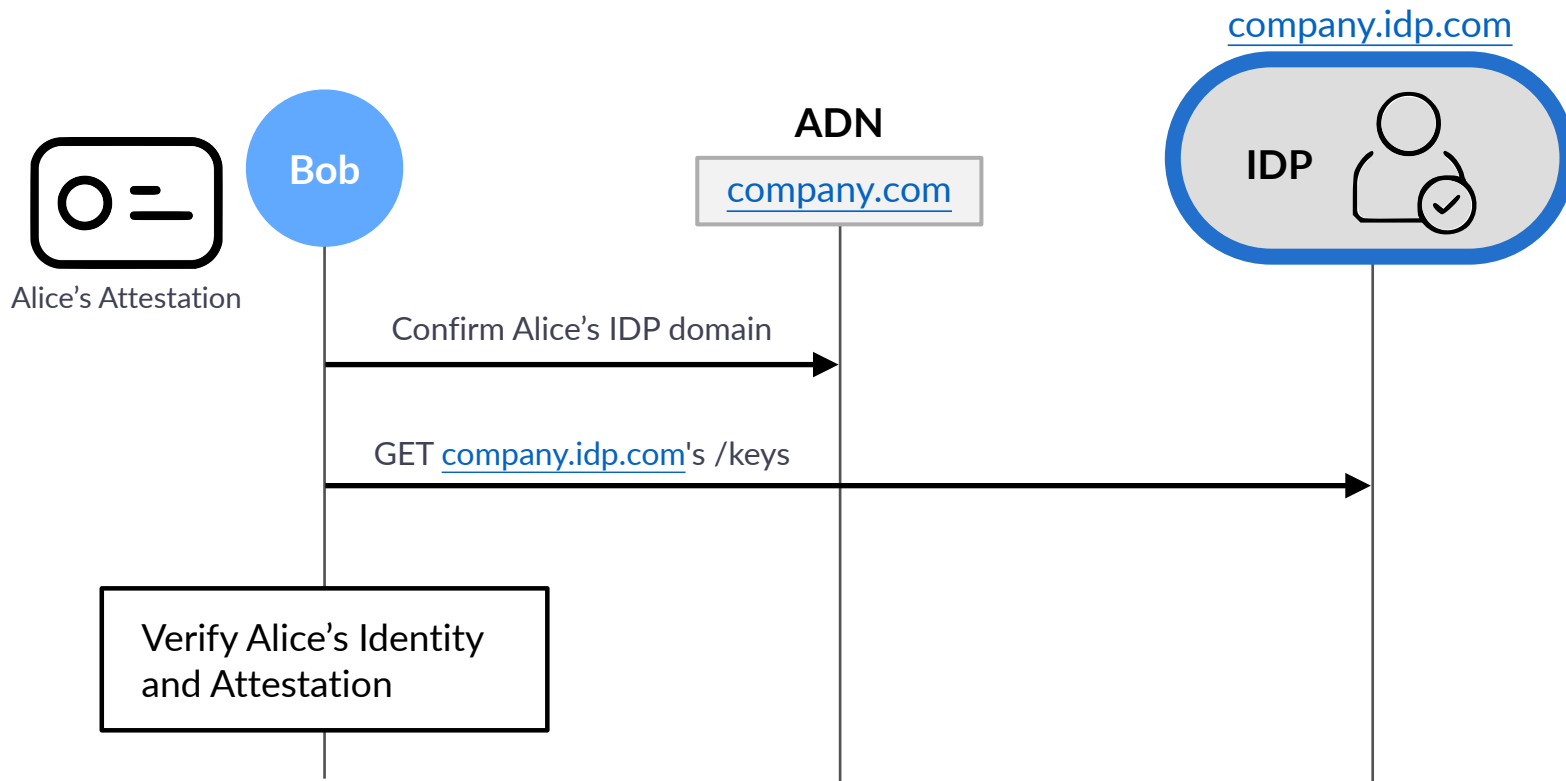 company.idp.com
ADN
Bob
IDP
company.com
Alice’s Attestation
Confirm Alice’s IDP domain
GET company.idp.com's /keys
Verify Alice’s Identity
and Attestation